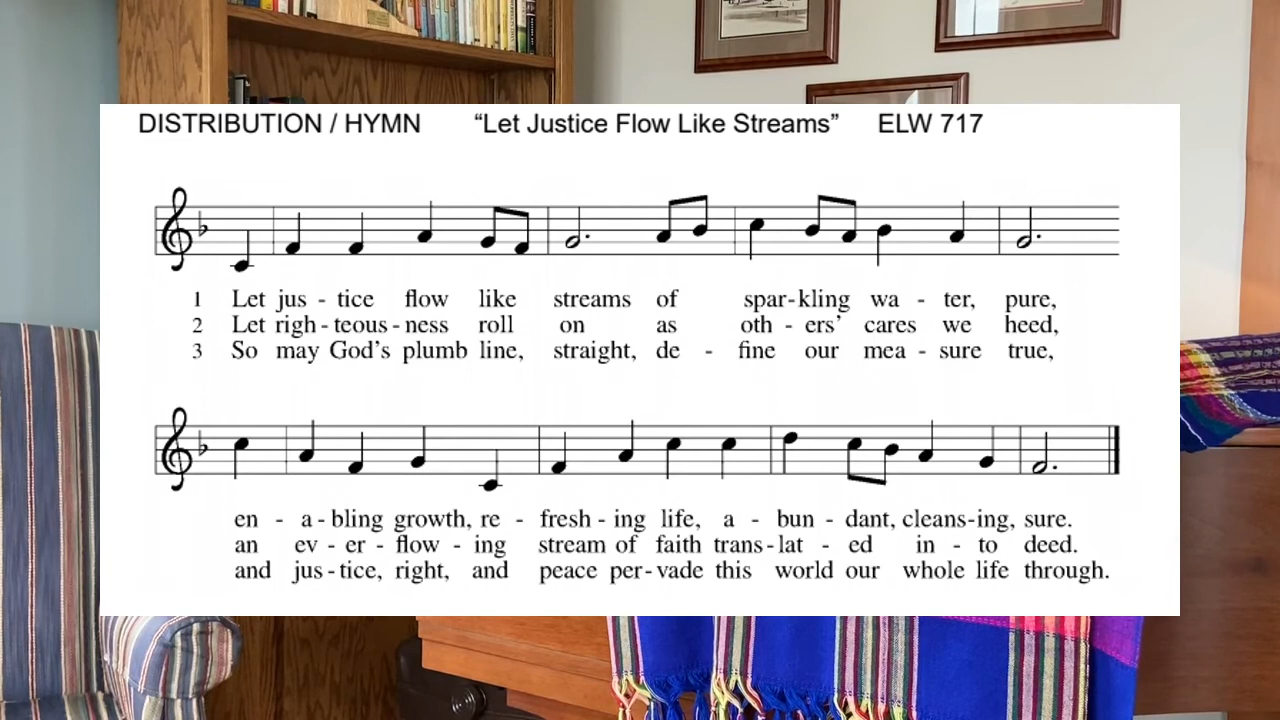 DISTRIBUTION / HYMN “Let Justice Flow Like Streams” ELW 717
1 Let jus - tice flow like streams of spar - kling wa - ter, pure,
2 Let righ - teous - ness roll on as oth - ers’ cares we heed,
3 So may God’s plumb line, straight, de - fine our mea - sure true,
en - a - bling growth, re - fresh - ing life, a - bun - dant, cleans - ing, sure.
an ev - er - flow - ing stream of faith trans - lat - ed in - to deed.
and jus - tice, right, and peace per - vade this world our whole life through.